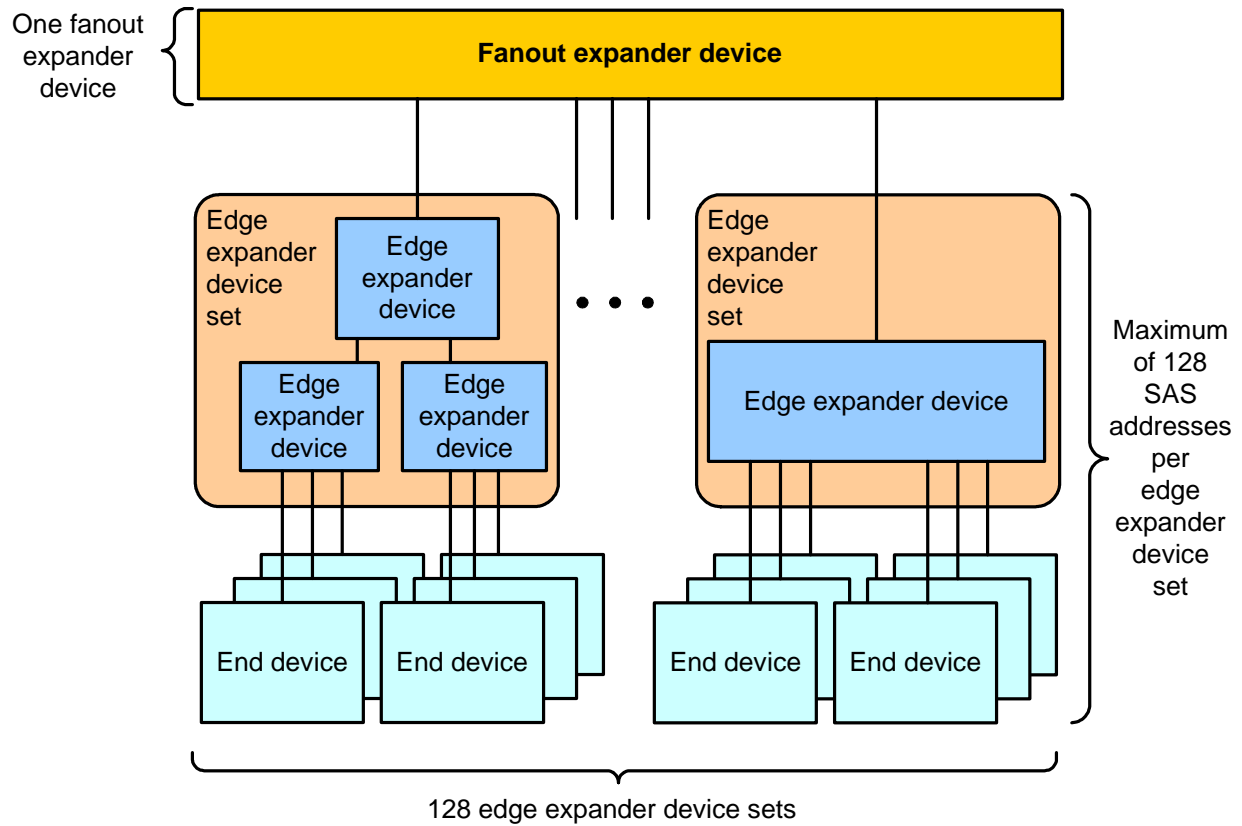 One fanout
expander
device
Fanout expander device
Edge
expander
device
set
Edge
expander
device
Edge
expander
device
Edge
expander
device
Edge
expander
device
set
Edge expander device
Maximum
of 128
SAS
addresses
per
edge
expander
device
set
End device
End device
End device
End device
128 edge expander device sets